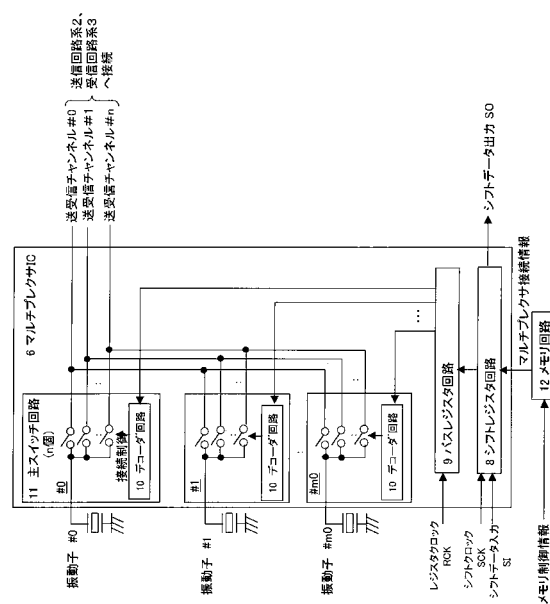 送信回路系2、
受信回路系3
へ接続
送受信チャンネル#0
送受信チャンネル#1
送受信チャンネル#n
6 マルチプレクサIC
11 主スイッチ回路
(n個)
#0
接続制御
10 デコーダ回路
振動子 #0
#1
10 デコーダ回路
振動子 #1
#m0
10 デコーダ回路
振動子 #m0
9 パスレジスタ回路
8 シフトレジスタ回路
シフトデータ出力 SO
レジスタクロック
RCK
シフトクロック
SCK
シフトデータ入力
SI
マルチプレクサ接続情報
12 メモリ回路
メモリ制御情報